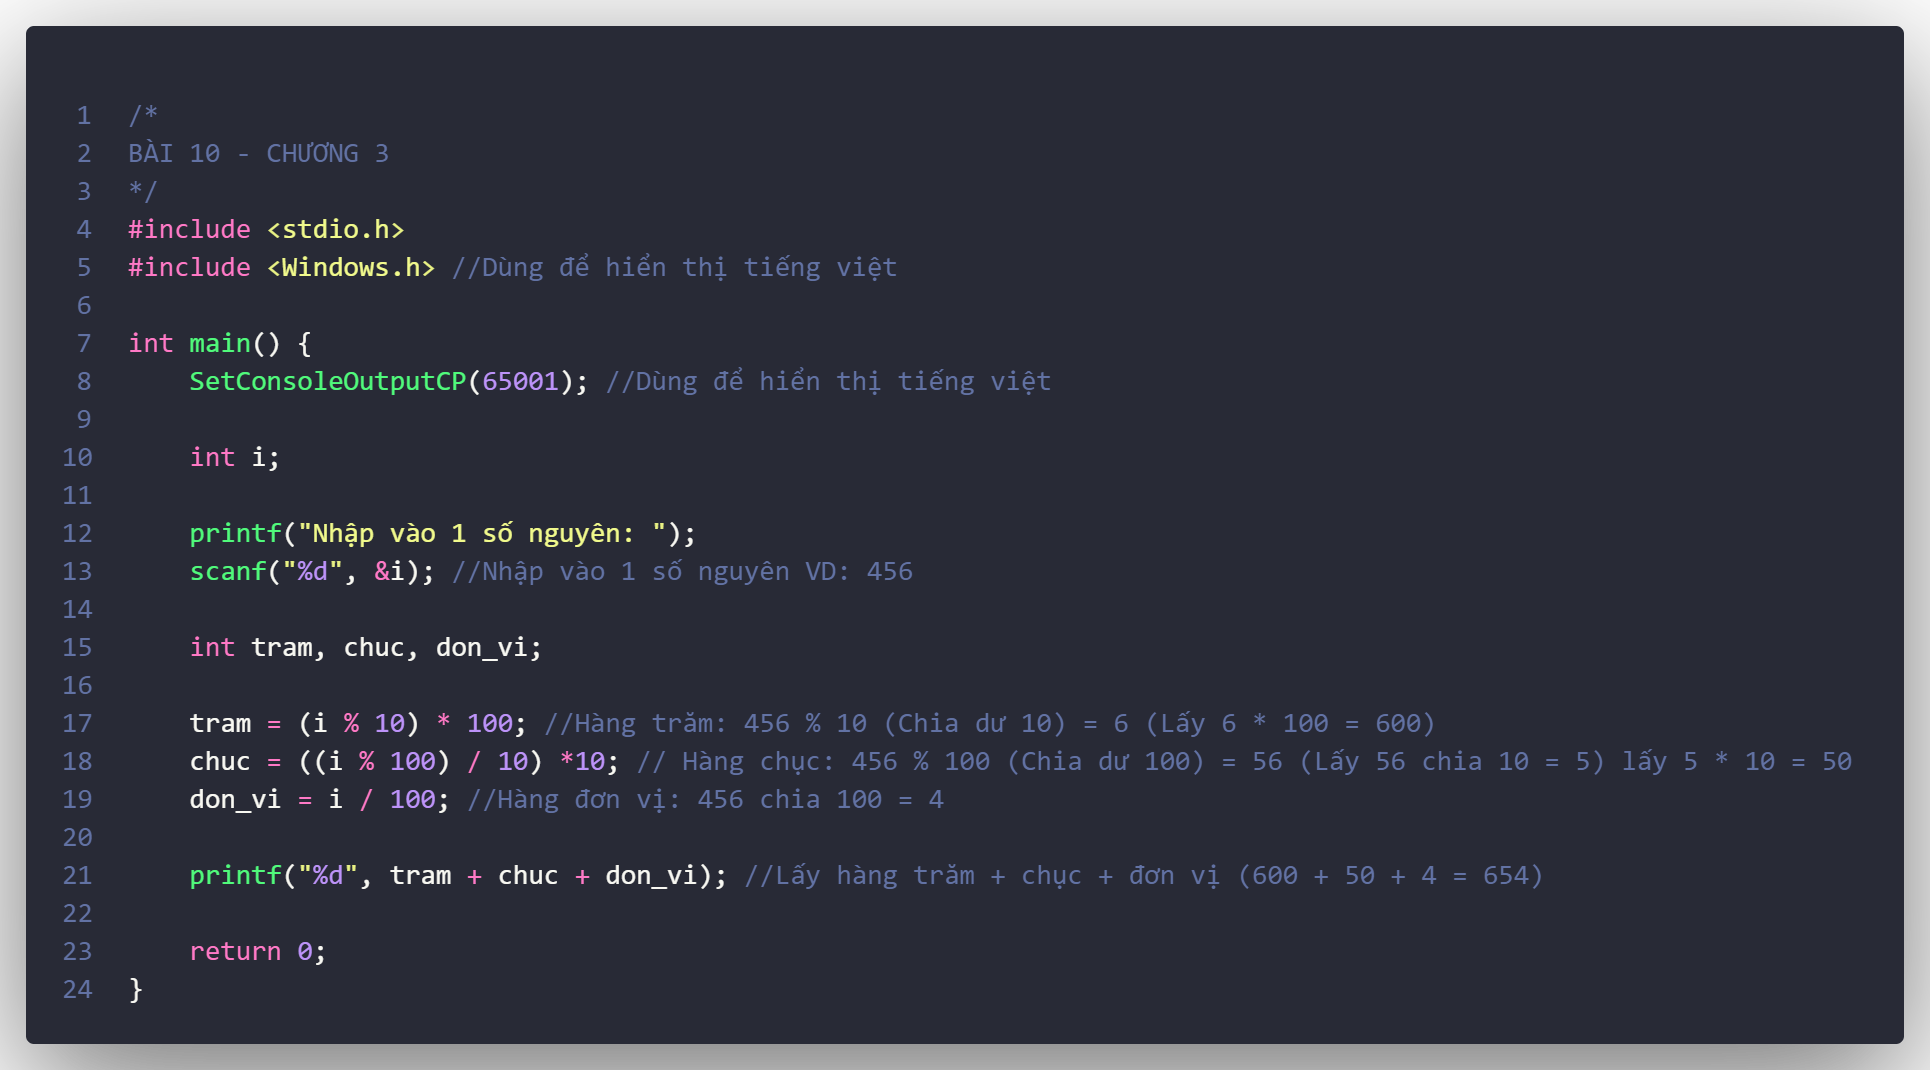 1 /*
2 BÀI 10 - CHƯƠNG 3
3 */
4 #include <stdio.h>
5 #include <Windows.h> //Dùng để hiển thị tiếng việt
6
7 int main() {
8     SetConsoleOutputCP(65001); //Dùng để hiển thị tiếng việt
9
10     int i;
11
12     printf("Nhập vào 1 số nguyên: ");
13     scanf("%d", &i); //Nhập vào 1 số nguyên VD: 456
14
15     int tram, chuc, don_vi;
16
17     tram = (i % 10) * 100; //Hàng trăm: 456 % 10 (Chia dư 10) = 6 (Lấy 6 * 100 = 600)
18     chuc = ((i % 100) / 10) *10; // Hàng chục: 456 % 100 (Chia dư 100) = 56 (Lấy 56 chia 10 = 5) lấy 5 * 10 = 50
19     don_vi = i / 100; //Hàng đơn vị: 456 chia 100 = 4
20
21     printf("%d", tram + chuc + don_vi); //Lấy hàng trăm + chục + đơn vị (600 + 50 + 4 = 654)
22
23     return 0;
24 }